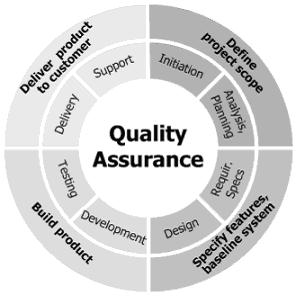 Deliver product
to customer
Define
project scope
Support
Initiation
Delivery
Analysis,
Planning
Quality
Assurance
Testing
Requir.
Specs
Development
Design
Build product
Specify features,
baseline system